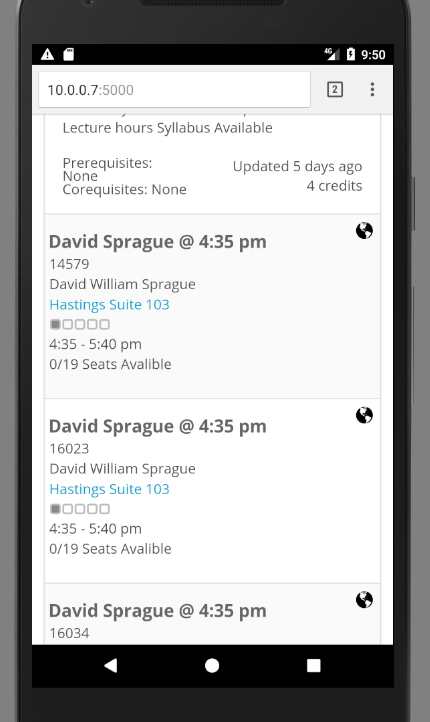 4G 9:50
10.0.0.7:5000 2
Lecture hours Syllabus Available
Prerequisites:
None
Corequisites: None
Updated 5 days ago
4 credits
David Sprague @ 4:35 pm
14579
David William Sprague
Hastings Suite 103
4:35 - 5:40 pm
0/19 Seats Avalible
David Sprague @ 4:35 pm
16023
David William Sprague
Hastings Suite 103
4:35 - 5:40 pm
0/19 Seats Avalible
David Sprague @ 4:35 pm
16034